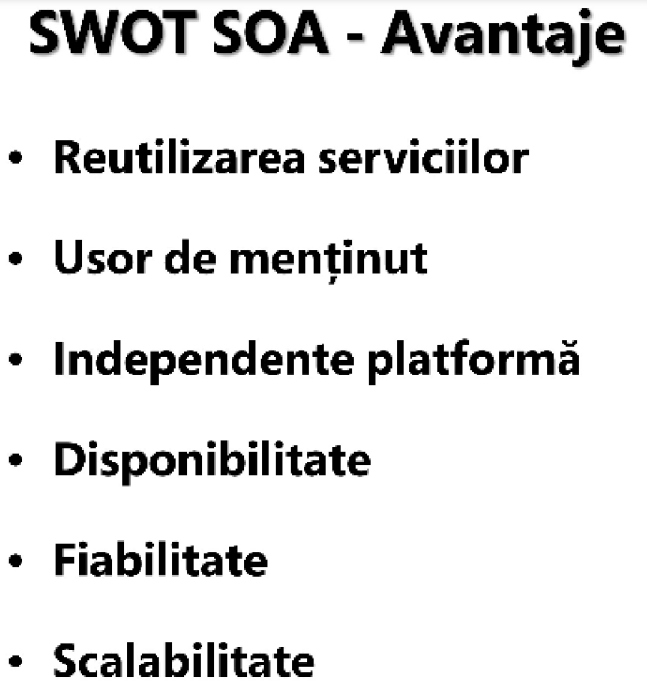 SWOT SOA - Avantaje
• Reutilizarea serviciilor
• Usor de menținut
• Independente platformă
• Disponibilitate
• Fiabilitate
• Scalabilitate